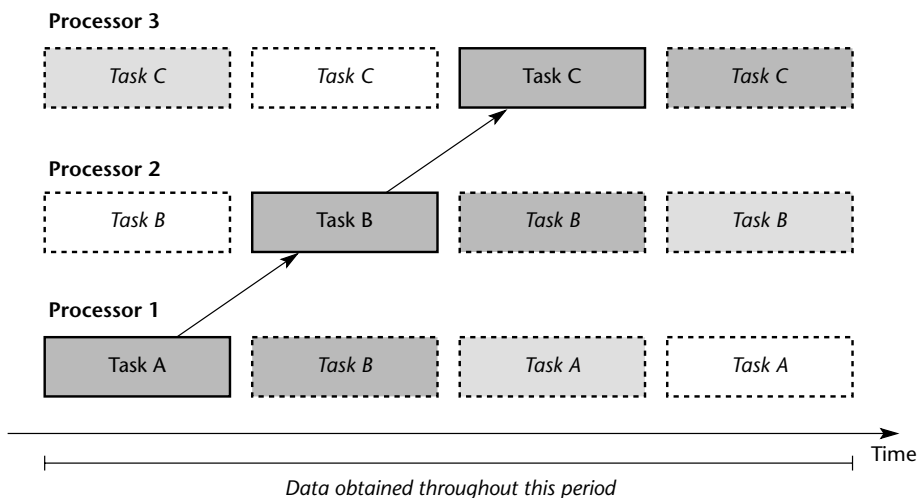 Processor 3
Task C Task C Task C Task C
Processor 2
Task B Task B Task B Task B
Processor 1
Task A Task B Task A Task A
Time
Data obtained throughout this period